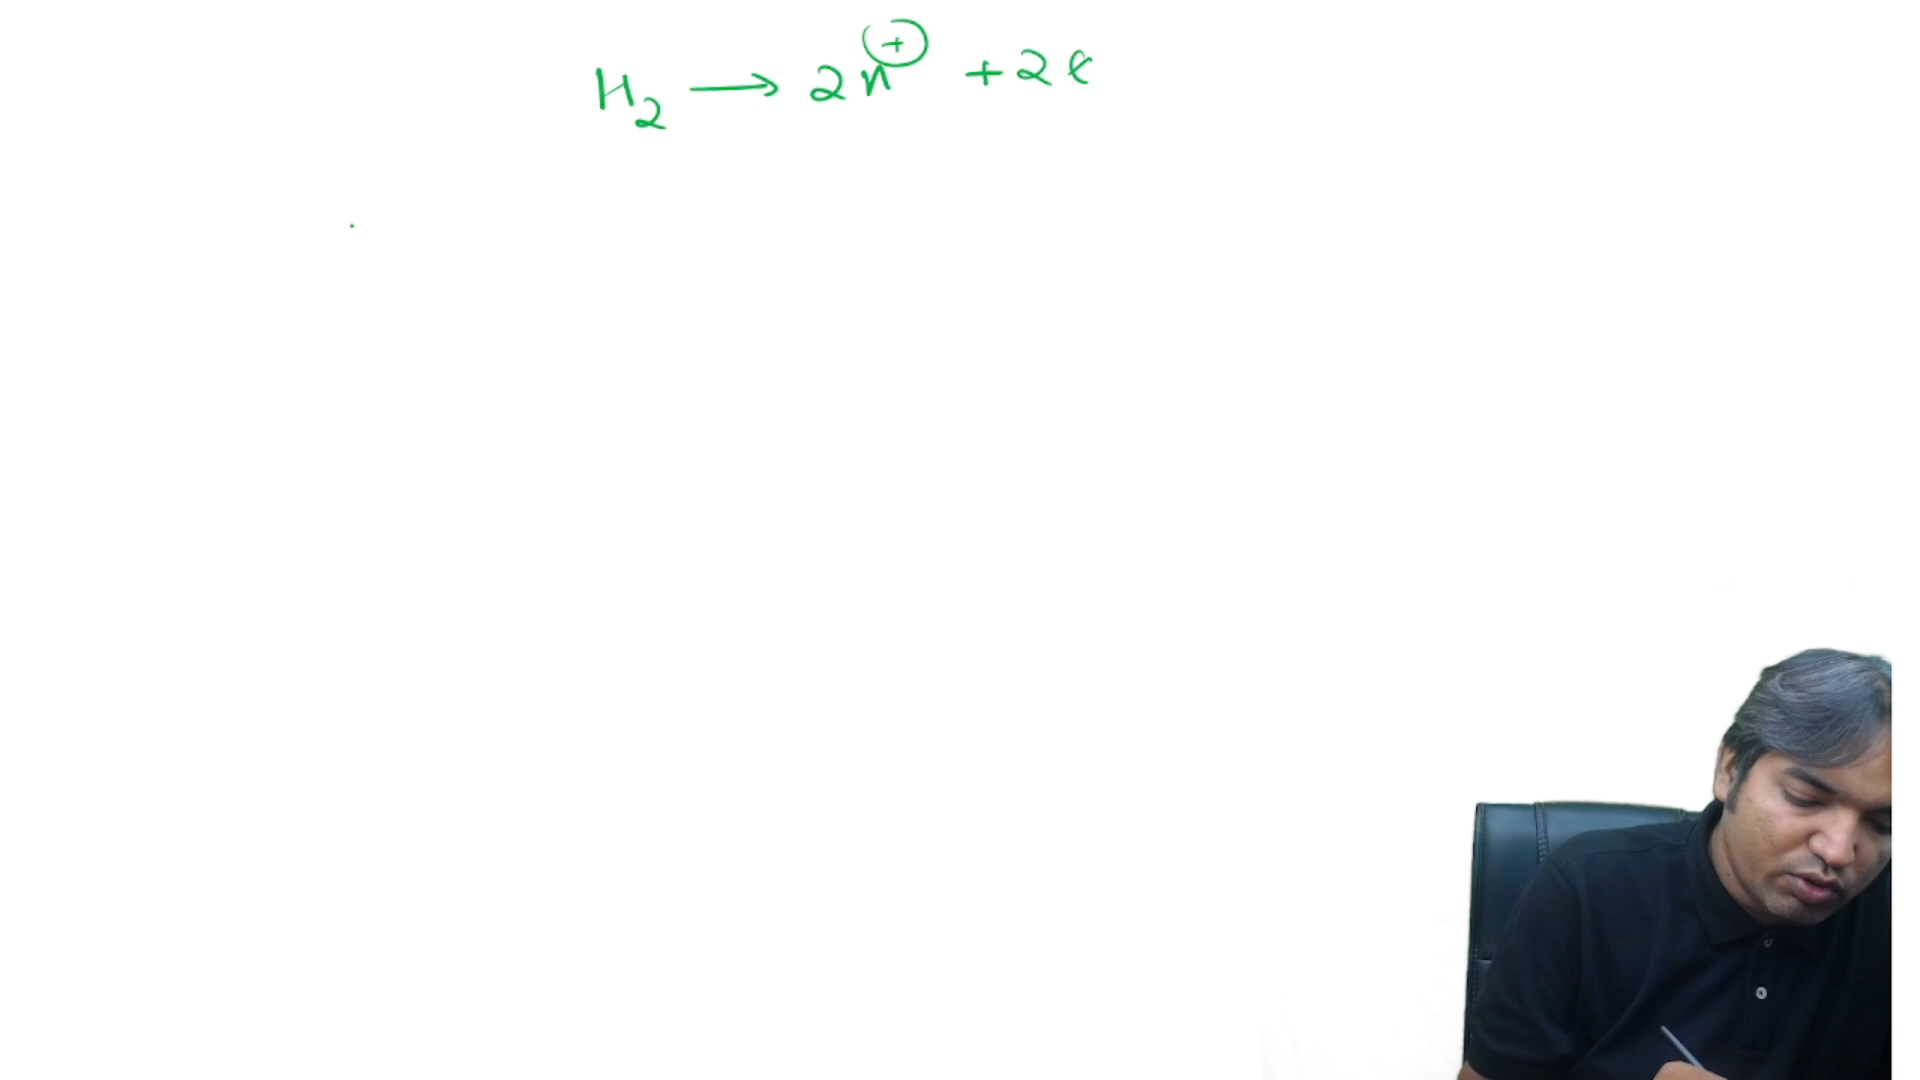 H₂ → 2H⁺ + 2e